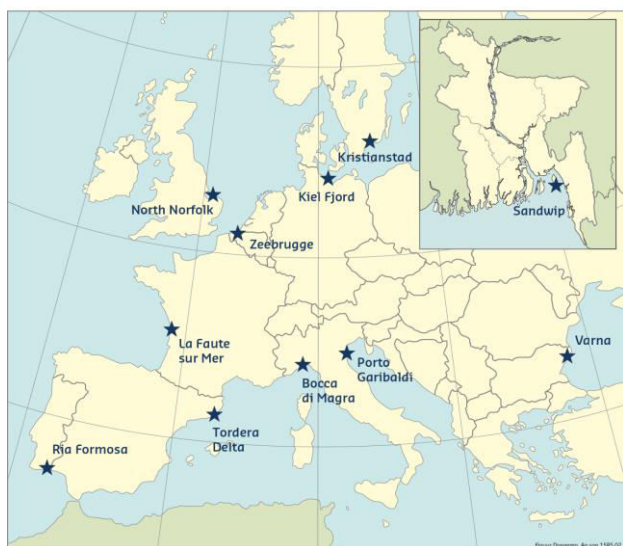 Kristianstad
Kiel Fjord
North Norfolk
Zeebrugge
Sandwip
La Faute
sur Mer
Varna
Porto
Garibaldi
Bocca
di Magra
Tordera
Delta
Ria Formosa